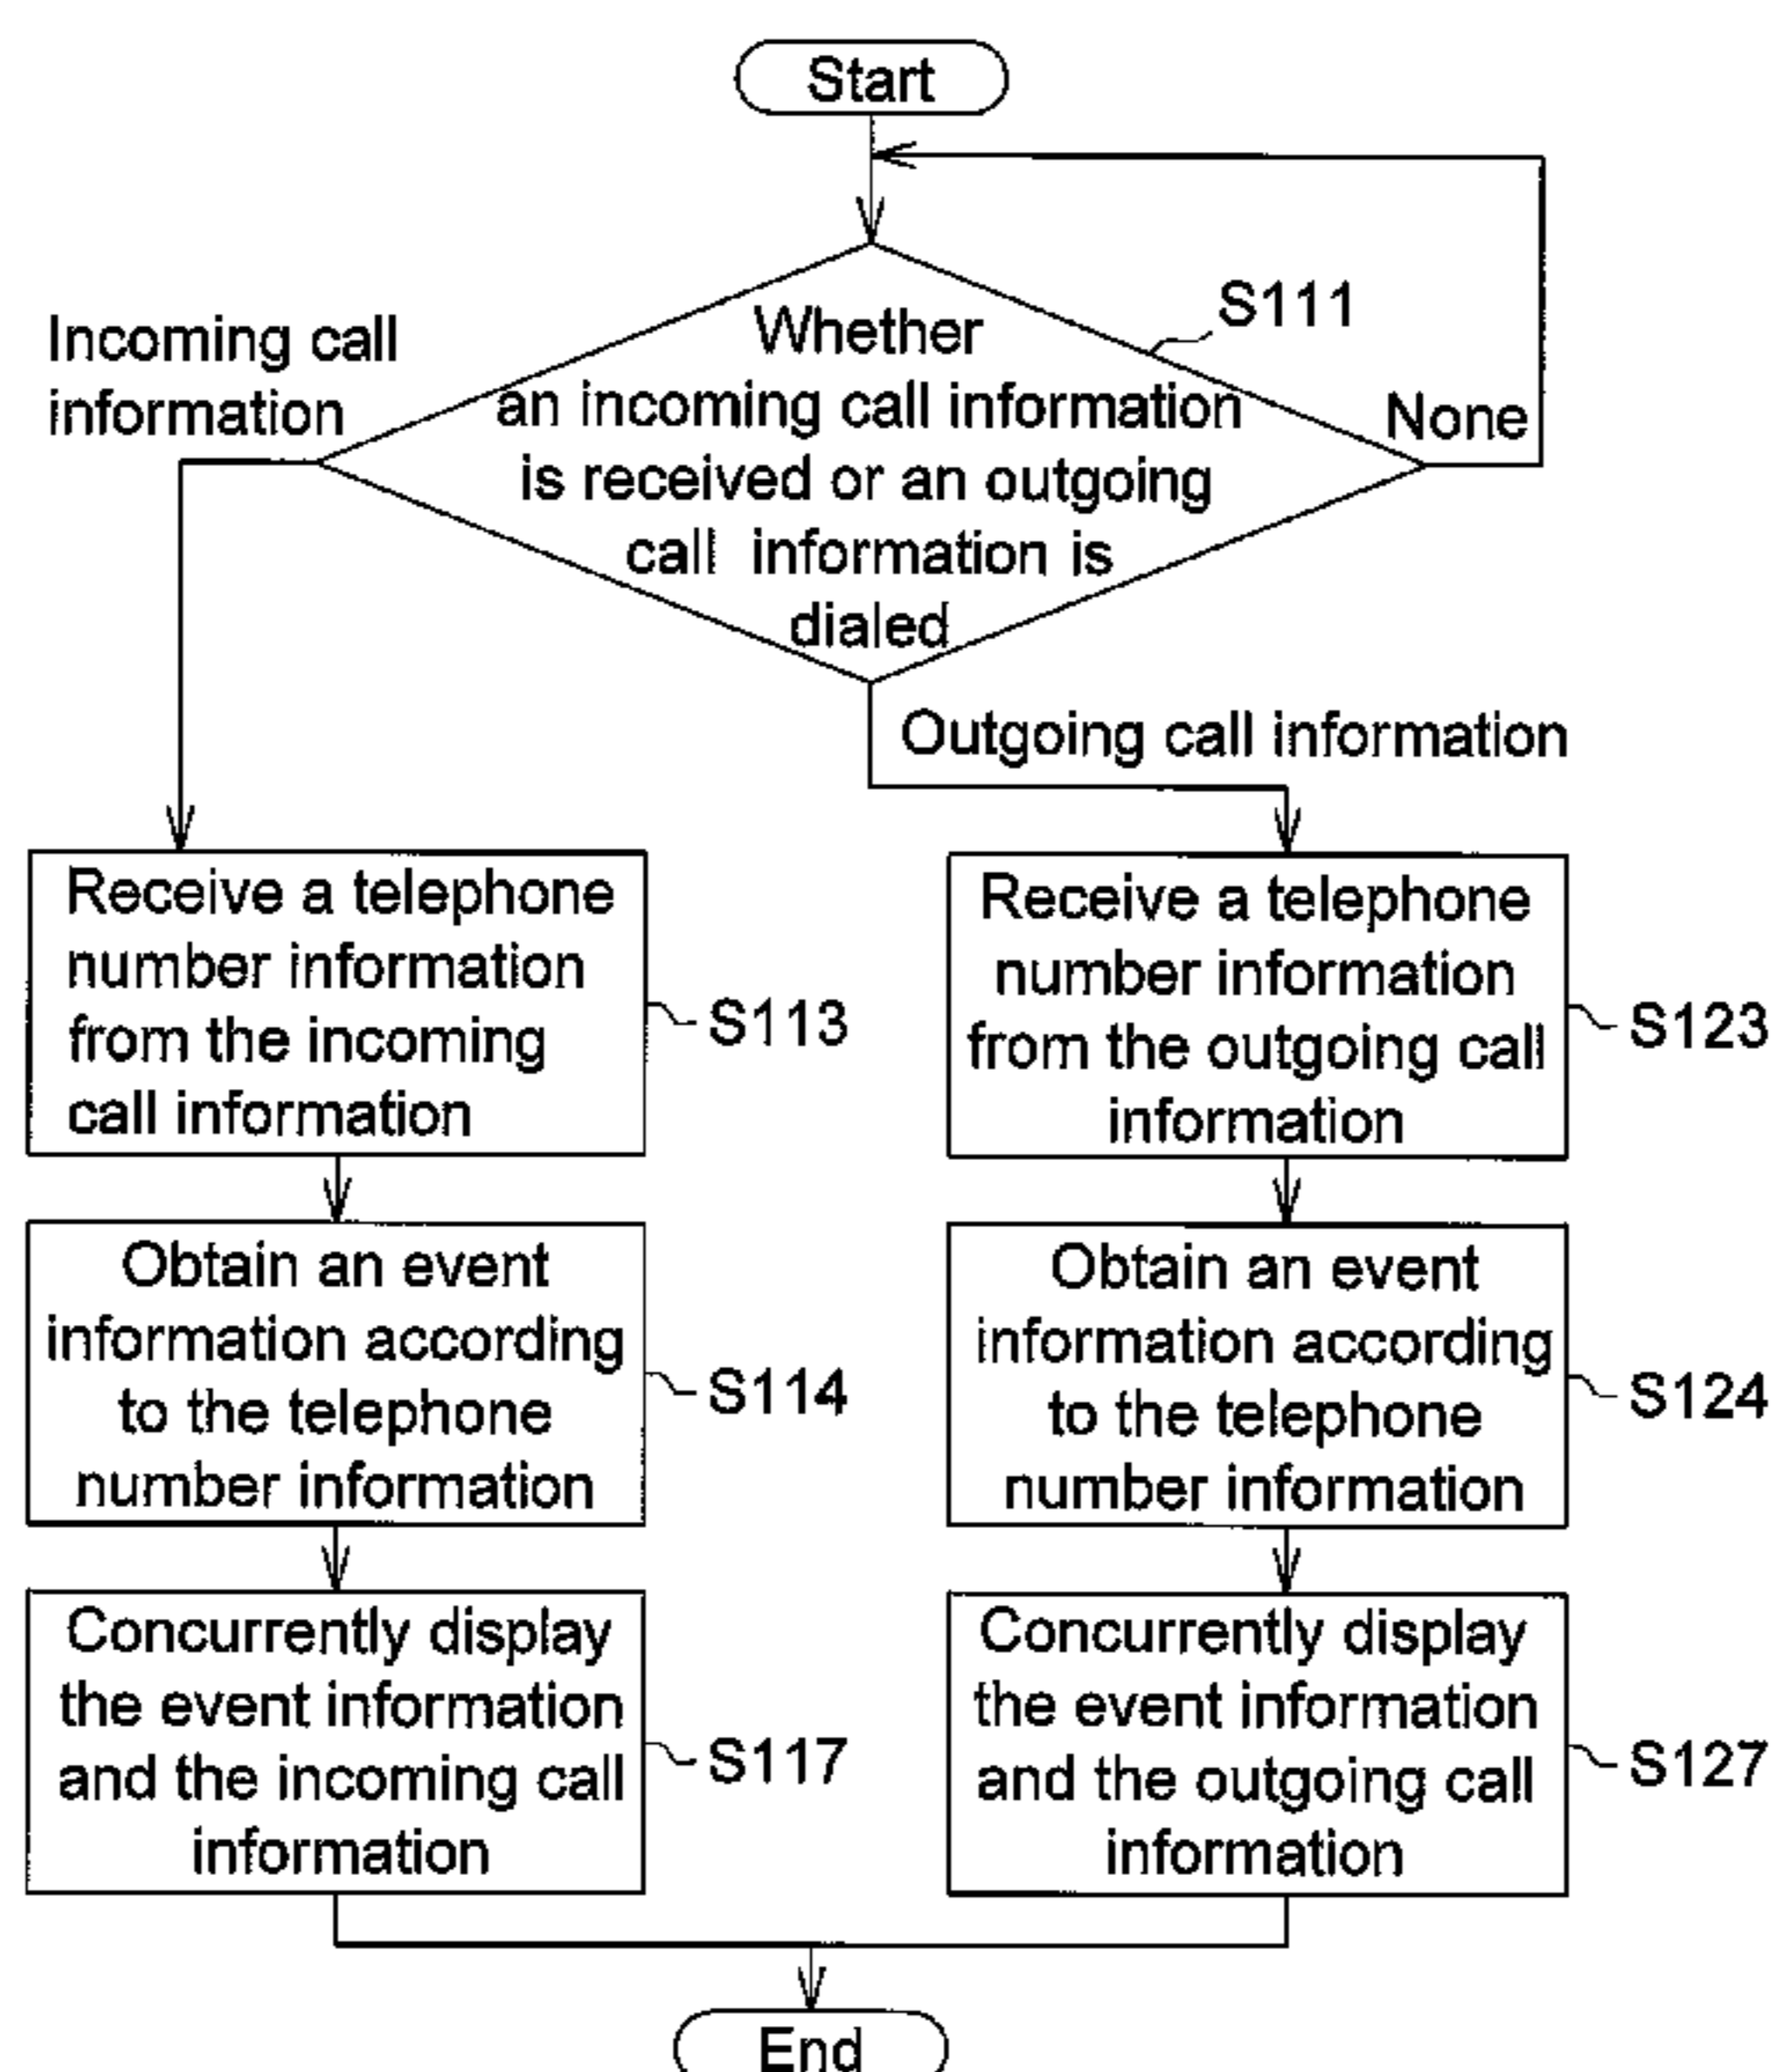 Start
S111
Incoming call
information
Whether
an incoming call information
is received or an outgoing
call information is
dialed
None
Outgoing call information
Receive a telephone
number information
from the incoming
call information
S113
Receive a telephone
number information
from the outgoing call
information
S123
Obtain an event
information according
to the telephone
number information
S114
Obtain an event
information according
to the telephone
number information
S124
Concurrently display
the event information
and the incoming call
information
S117
Concurrently display
the event information
and the outgoing call
information
S127
End